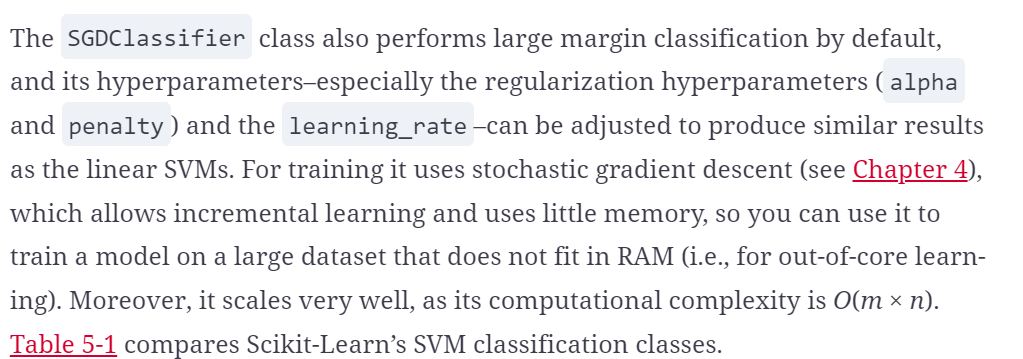 The SGDClassifier class also performs large margin classification by default,
and its hyperparameters–especially the regularization hyperparameters (alpha
and penalty) and the learning_rate–can be adjusted to produce similar results
as the linear SVMs. For training it uses stochastic gradient descent (see Chapter 4),
which allows incremental learning and uses little memory, so you can use it to
train a model on a large dataset that does not fit in RAM (i.e., for out-of-core learn-
ing). Moreover, it scales very well, as its computational complexity is O(m × n).
Table 5-1 compares Scikit-Learn’s SVM classification classes.